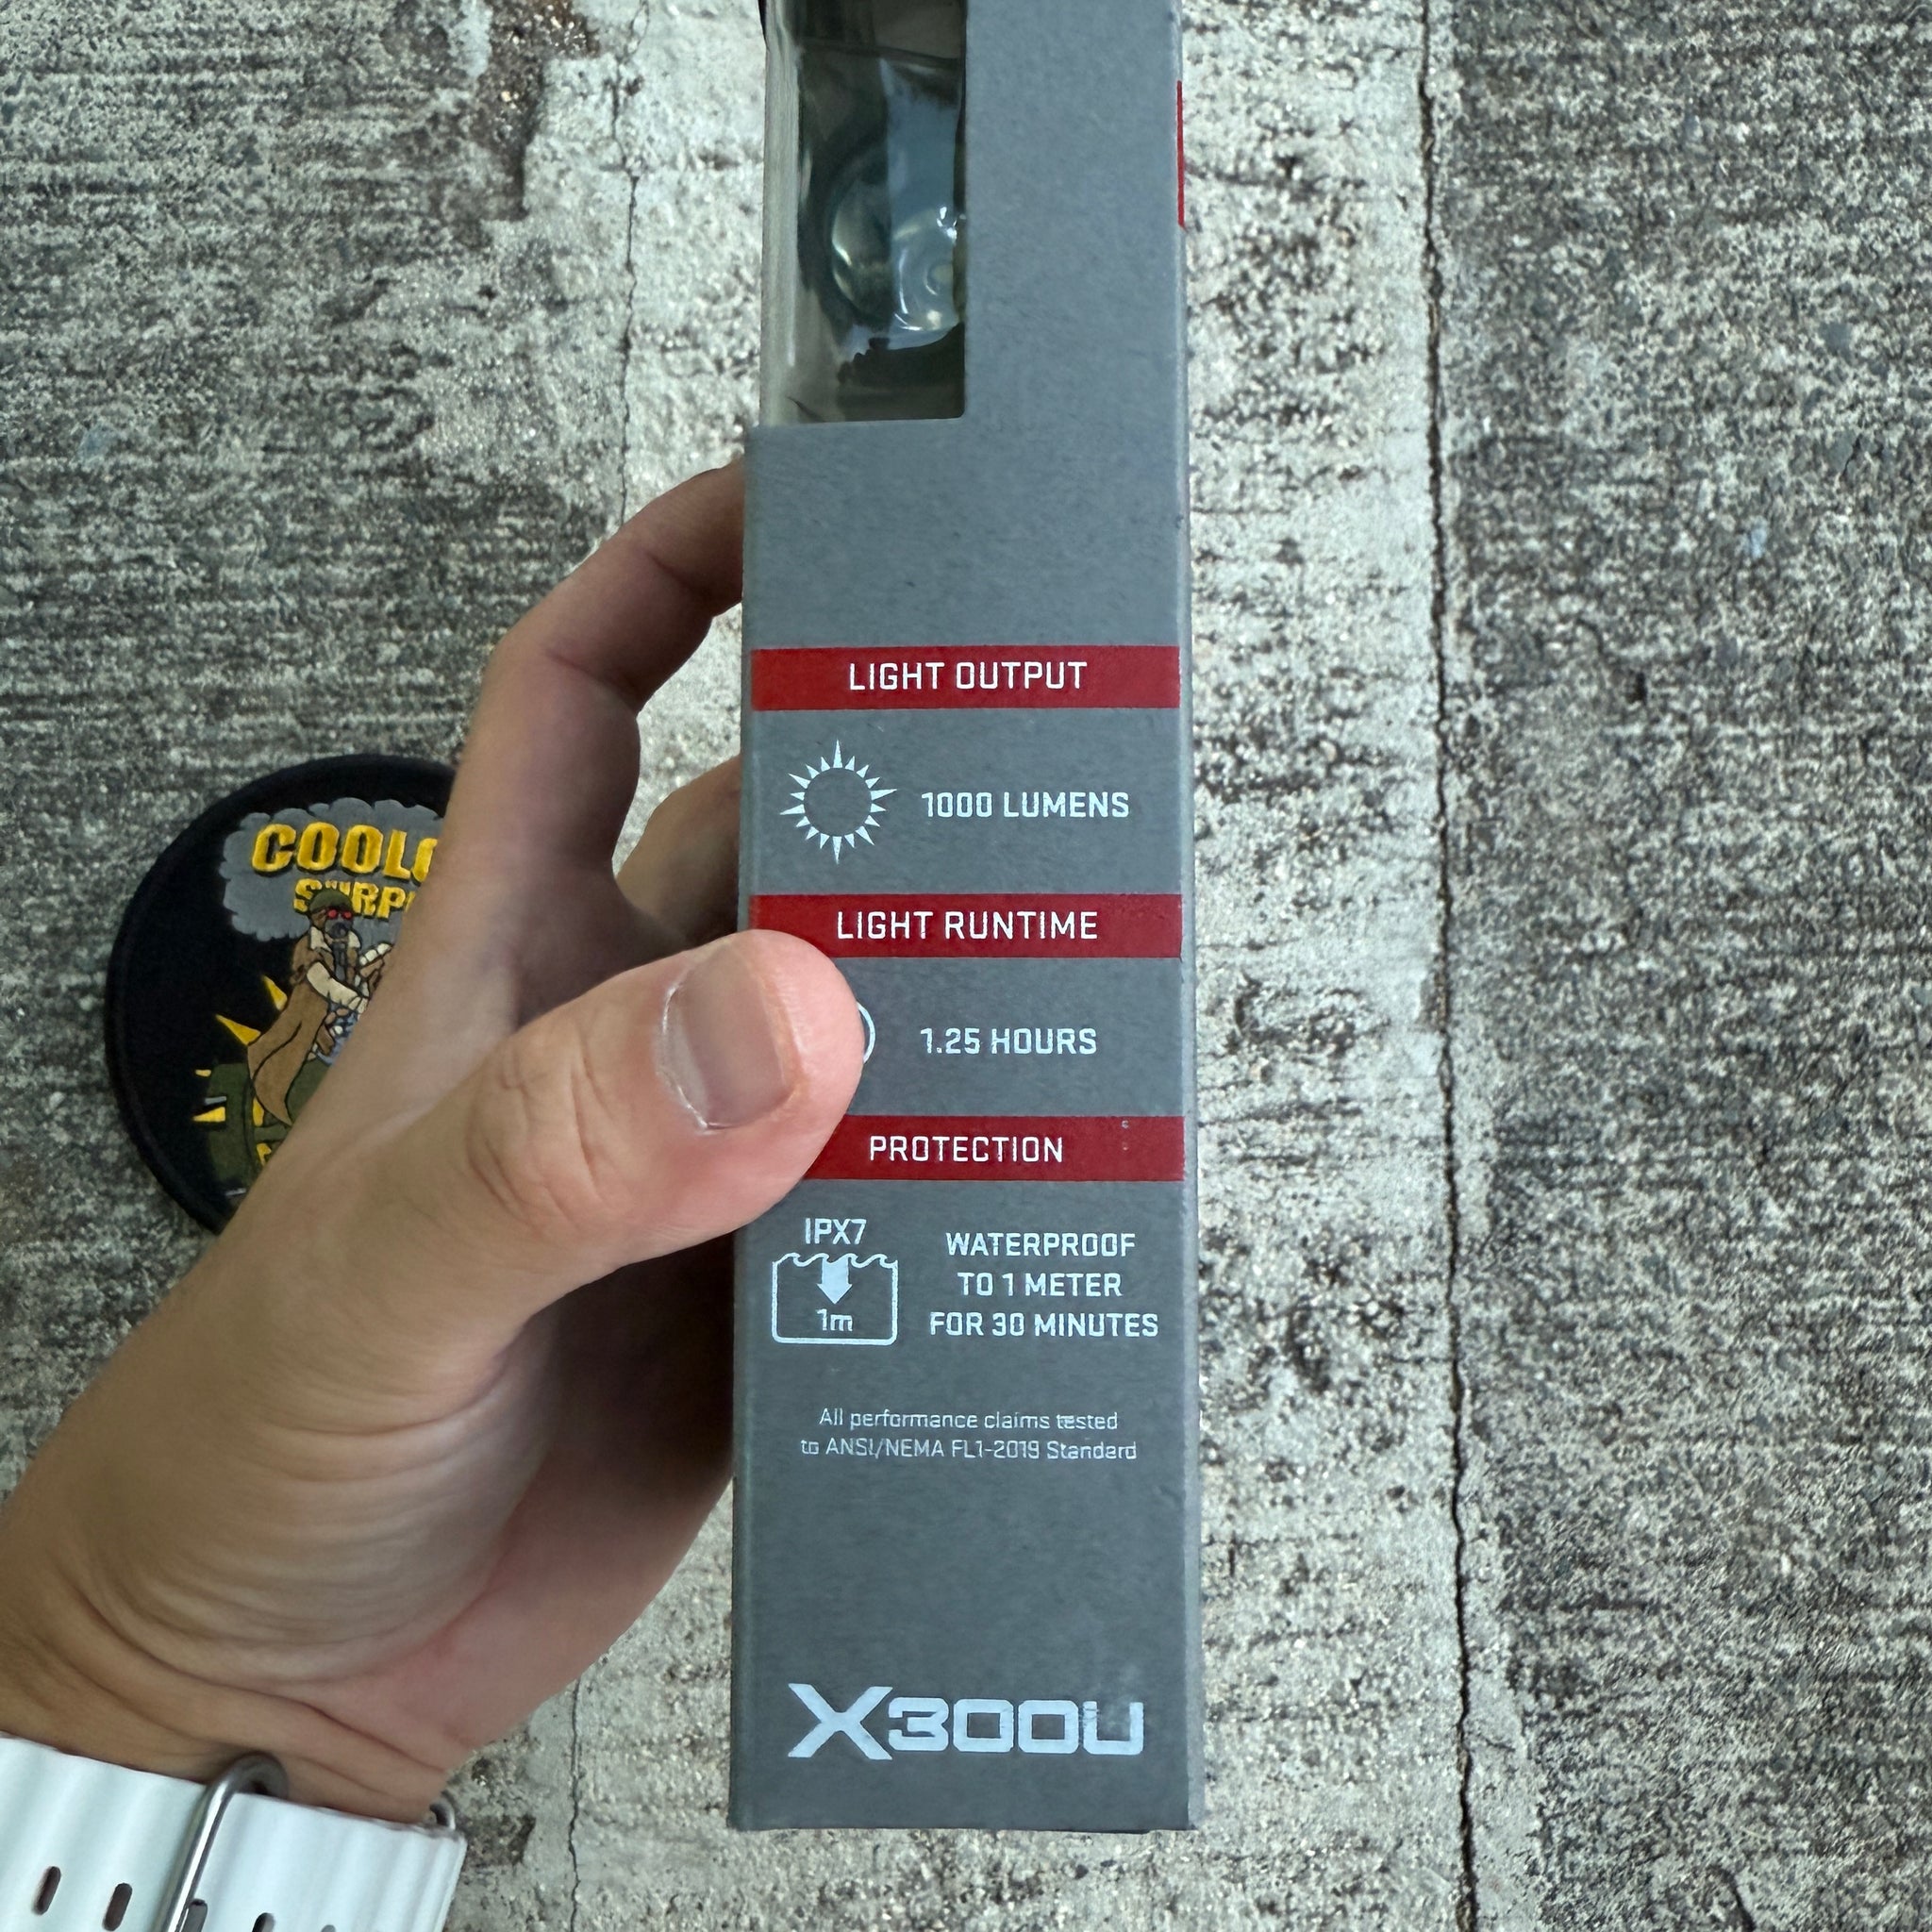 LIGHT OUTPUT
1000 LUMENS
LIGHT RUNTIME
1.25 HOURS
PROTECTION
IPX7
1m
WATERPROOF
TO 1 METER
FOR 30 MINUTES
All performance claims tested
to ANSI/NEMA FL1-2019 Standard
X300U